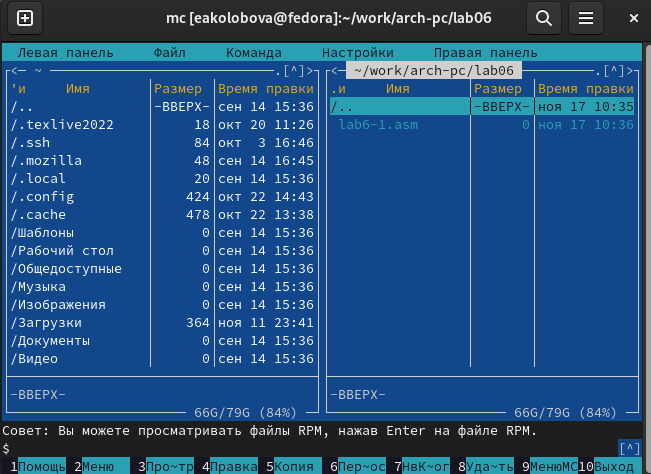 mc [eakolobova@fedora]:~/work/arch-pc/lab06
Левая панель Файл Команда Настройки Правая панель
<─ ~ .[^]> <─ ~/work/arch-pc/lab06 .[^]>
'и Имя Размер Время правки .и Имя Размер Время правки
/.. -ВВЕРХ- сен 14 15:36 /.. -ВВЕРХ- ноя 17 10:35
/.texlive2022 18 окт 20 11:26 lab6-1.asm 0 ноя 17 10:36
/.ssh 84 окт 3 16:46
/.mozilla 48 сен 14 16:45
/.local 20 сен 14 15:36
/.config 424 окт 22 14:43
/.cache 478 окт 22 13:38
/Шаблоны 0 сен 14 15:36
/Рабочий стол 0 сен 14 15:36
/Общедоступные 0 сен 14 15:36
/Музыка 0 сен 14 15:36
/Изображения 0 сен 14 15:36
/Загрузки 364 ноя 11 23:41
/Документы 0 сен 14 15:36
/Видео 0 сен 14 15:36
-ВВЕРХ- -ВВЕРХ-
66G/79G (84%) 66G/79G (84%)
Совет: Вы можете просматривать файлы RPM, нажав Enter на файле RPM.
$ [^]
1Помощь 2Меню 3Про~тр 4Правка 5Копия 6Пер~ос 7НвК~ог 8Уда~ть 9МенюМС 10Выход